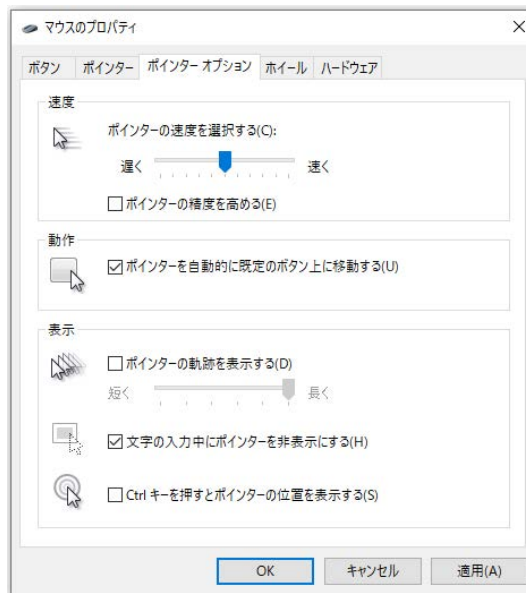 マウスのプロパティ
ボタン ポインター ポインター オプション ホイール ハードウェア
速度
ポインターの速度を選択する(C):
遅く 速く
ポインターの精度を高める(E)
動作
ポインターを自動的に既定のボタン上に移動する(U)
表示
ポインターの軌跡を表示する(D)
短く 長く
文字の入力中にポインターを非表示にする(H)
Ctrl キーを押すとポインターの位置を表示する(S)
OK キャンセル 適用(A)